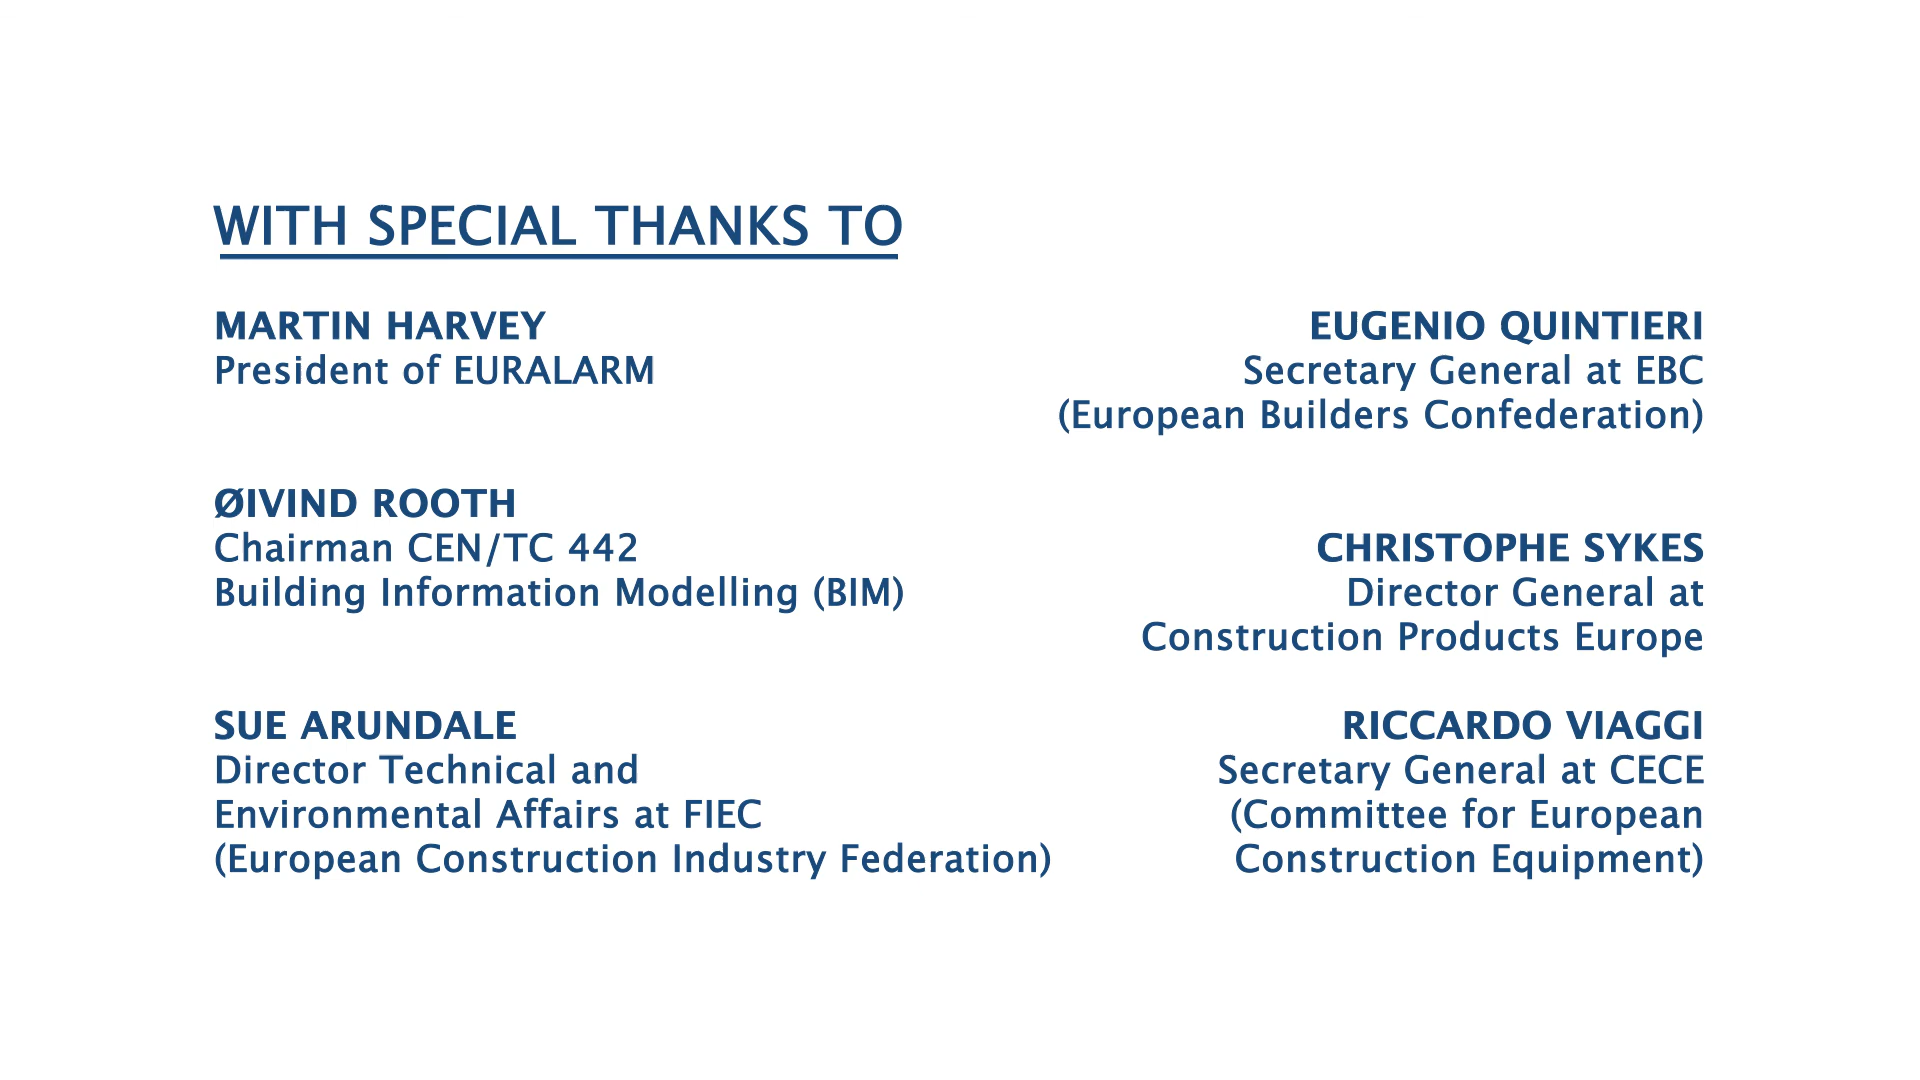 WITH SPECIAL THANKS TO
MARTIN HARVEY
President of EURALARM
ØIVIND ROOTH
Chairman CEN/TC 442
Building Information Modelling (BIM)
SUE ARUNDALE
Director Technical and
Environmental Affairs at FIEC
(European Construction Industry Federation)
EUGENIO QUINTIERI
Secretary General at EBC
(European Builders Confederation)
CHRISTOPHE SYKES
Director General at
Construction Products Europe
RICCARDO VIAGGI
Secretary General at CECE
(Committee for European
Construction Equipment)